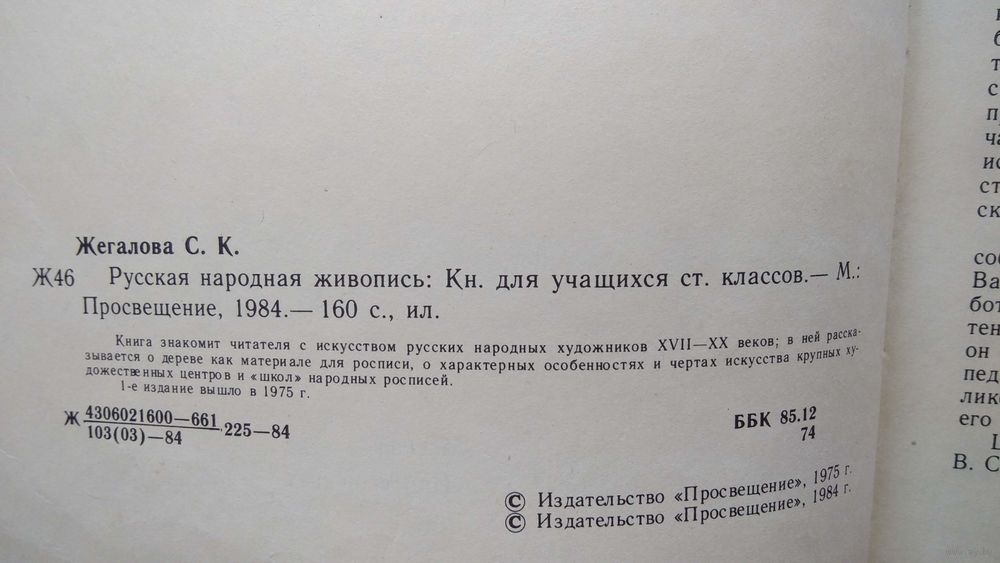 Жегалова С. К.
Ж46 Русская народная живопись: Кн. для учащихся ст. классов.— М.:
Просвещение, 1984.— 160 с., ил.
Книга знакомит читателя с искусством русских народных художников XVII—XX веков; в ней расска-
зывается о дереве как материале для росписи, о характерных особенностях и чертах искусства крупных ху-
дожественных центров и «школ» народных росписей.
1-е издание вышло в 1975 г.
Ж 4306021600—661
103(03)—84 225—84
ББК 85.12
74
© Издательство «Просвещение», 1975 г.
© Издательство «Просвещение», 1984 г.